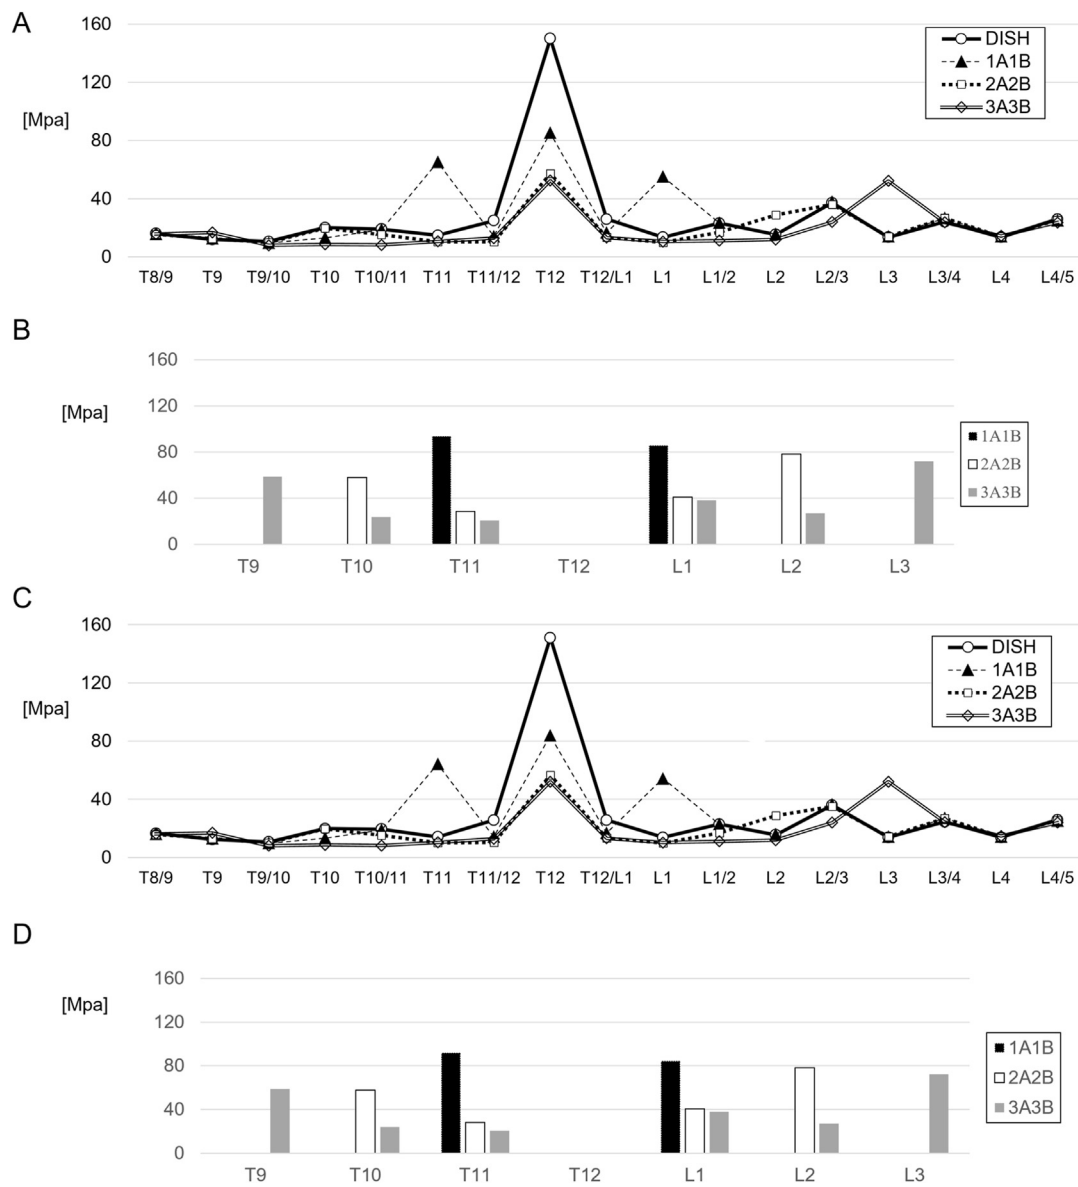 A
160
120
[Mpa]
80
40
0
DISH
1A1B
2A2B
3A3B
T8/9 T9 T9/10 T10 T10/11 T11 T11/12 T12 T12/L1 L1 L1/2 L2 L2/3 L3 L3/4 L4 L4/5
B
160
120
[Mpa]
80
40
0
1A1B
2A2B
3A3B
T9 T10 T11 T12 L1 L2 L3
C
160
120
[Mpa]
80
40
0
DISH
1A1B
2A2B
3A3B
T8/9 T9 T9/10 T10 T10/11 T11 T11/12 T12 T12/L1 L1 L1/2 L2 L2/3 L3 L3/4 L4 L4/5
D
160
[Mpa]
120
80
40
0
1A1B
2A2B
3A3B
T9 T10 T11 T12 L1 L2 L3